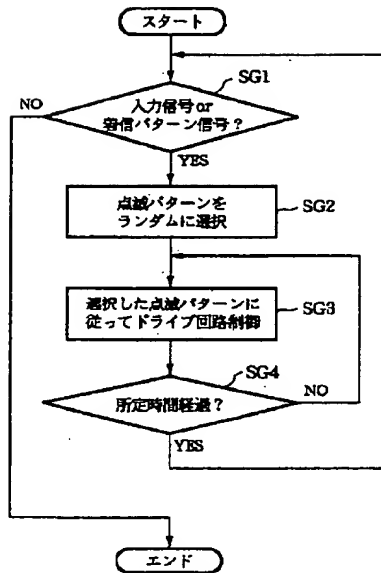 スタート
SG1
入力信号or
着信パターン信号？
NO
YES
点滅パターンを
ランダムに選択
SG2
選択した点滅パターンに
従ってドライブ回路制御
SG3
SG4
所定時間経過？
NO
YES
エンド